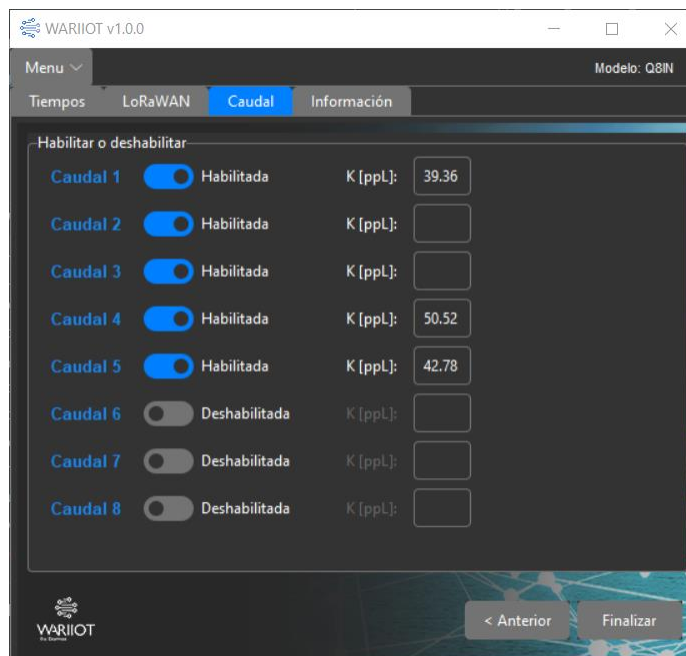 WARIIOT v1.0.0
Menu
Modelo: Q8IN
Tiempos LoRaWAN Caudal Información
Habilitar o deshabilitar
Caudal 1 Habilitada K [ppL]: 39.36
Caudal 2 Habilitada K [ppL]:
Caudal 3 Habilitada K [ppL]:
Caudal 4 Habilitada K [ppL]: 50.52
Caudal 5 Habilitada K [ppL]: 42.78
Caudal 6 Deshabilitada K [ppL]:
Caudal 7 Deshabilitada K [ppL]:
Caudal 8 Deshabilitada K [ppL]:
WARIIOT
< Anterior Finalizar